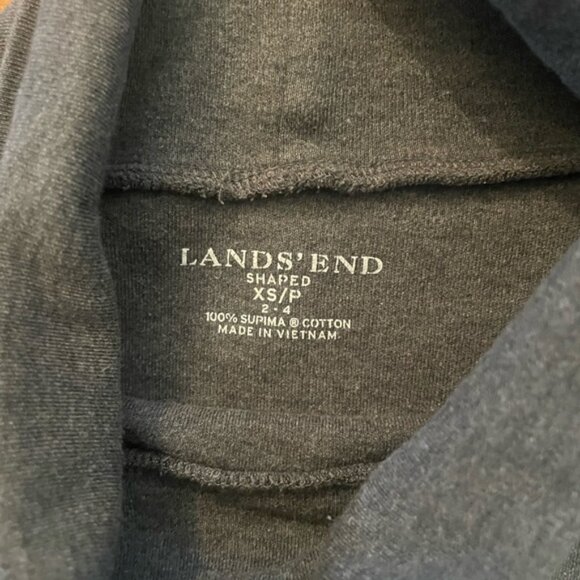 LANDS' END
SHAPED
XS/P
2 - 4
100% SUPIMA ® COTTON
MADE IN VIETNAM